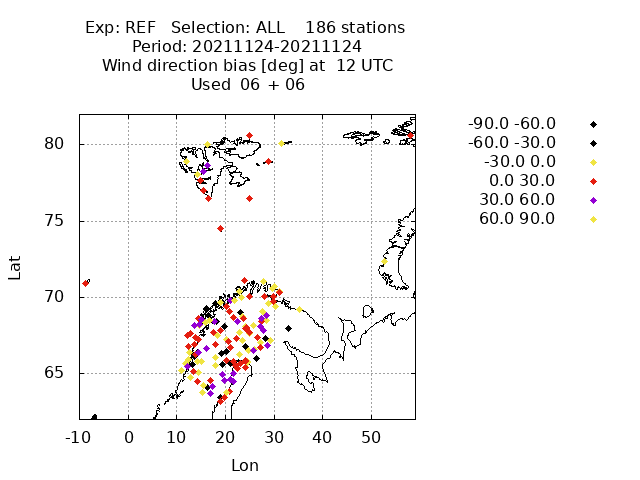 Exp: REF   Selection: ALL    186 stations
Period: 20211124-20211124
Wind direction bias [deg] at  12 UTC
Used  06 + 06
-90.0 -60.0
-60.0 -30.0
-30.0 0.0
0.0 30.0
30.0 60.0
60.0 90.0
80
75
70
65
Lat
-10 0 10 20 30 40 50
Lon